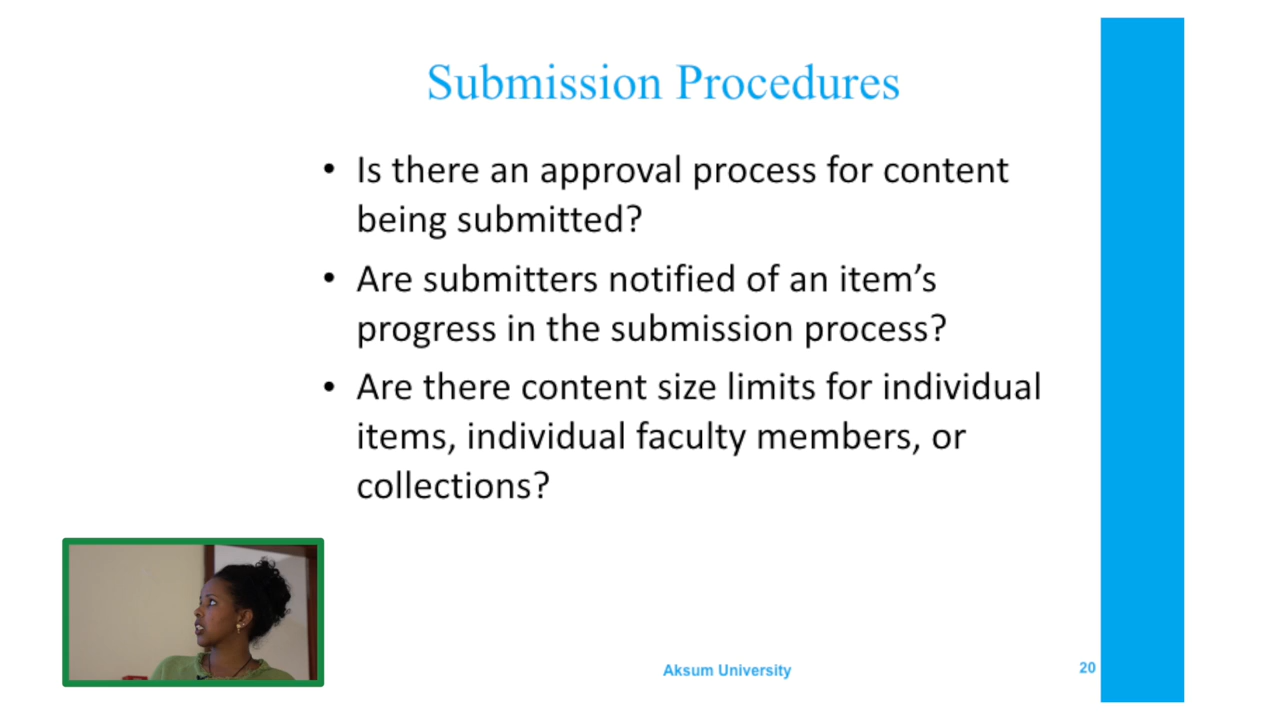 Submission Procedures
• Is there an approval process for content
being submitted?
• Are submitters notified of an item’s
progress in the submission process?
• Are there content size limits for individual
items, individual faculty members, or
collections?
Aksum University
20